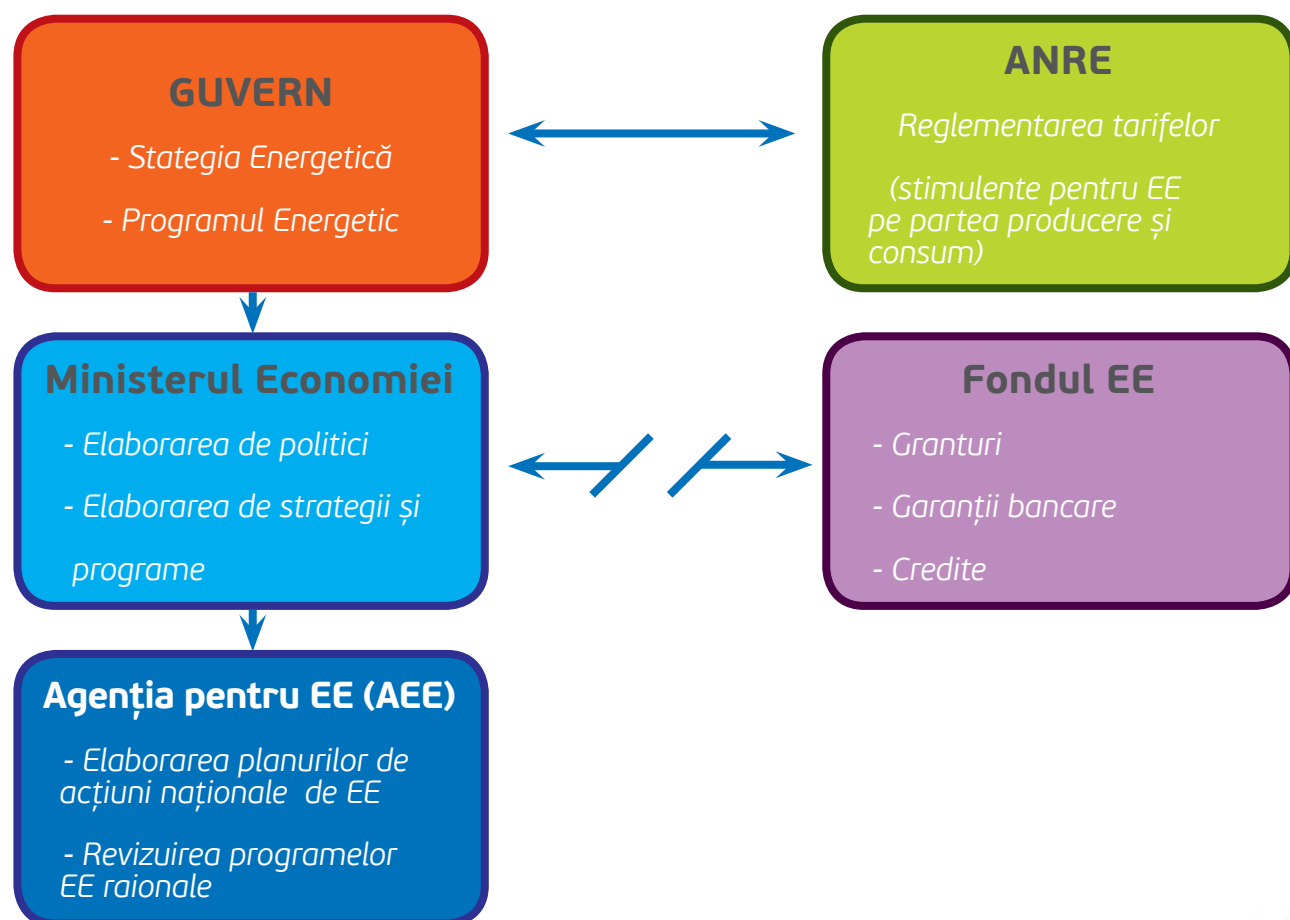 GUVERN
- Stategia Energetică
- Programul Energetic
ANRE
Reglementarea tarifelor
(stimulente pentru EE
pe partea producere și
consum)
Ministerul Economiei
- Elaborarea de politici
- Elaborarea de strategii și
programe
Fondul EE
- Granturi
- Garanții bancare
- Credite
Agenția pentru EE (AEE)
- Elaborarea planurilor de
acțiuni naționale de EE
- Revizuirea programelor
EE raionale